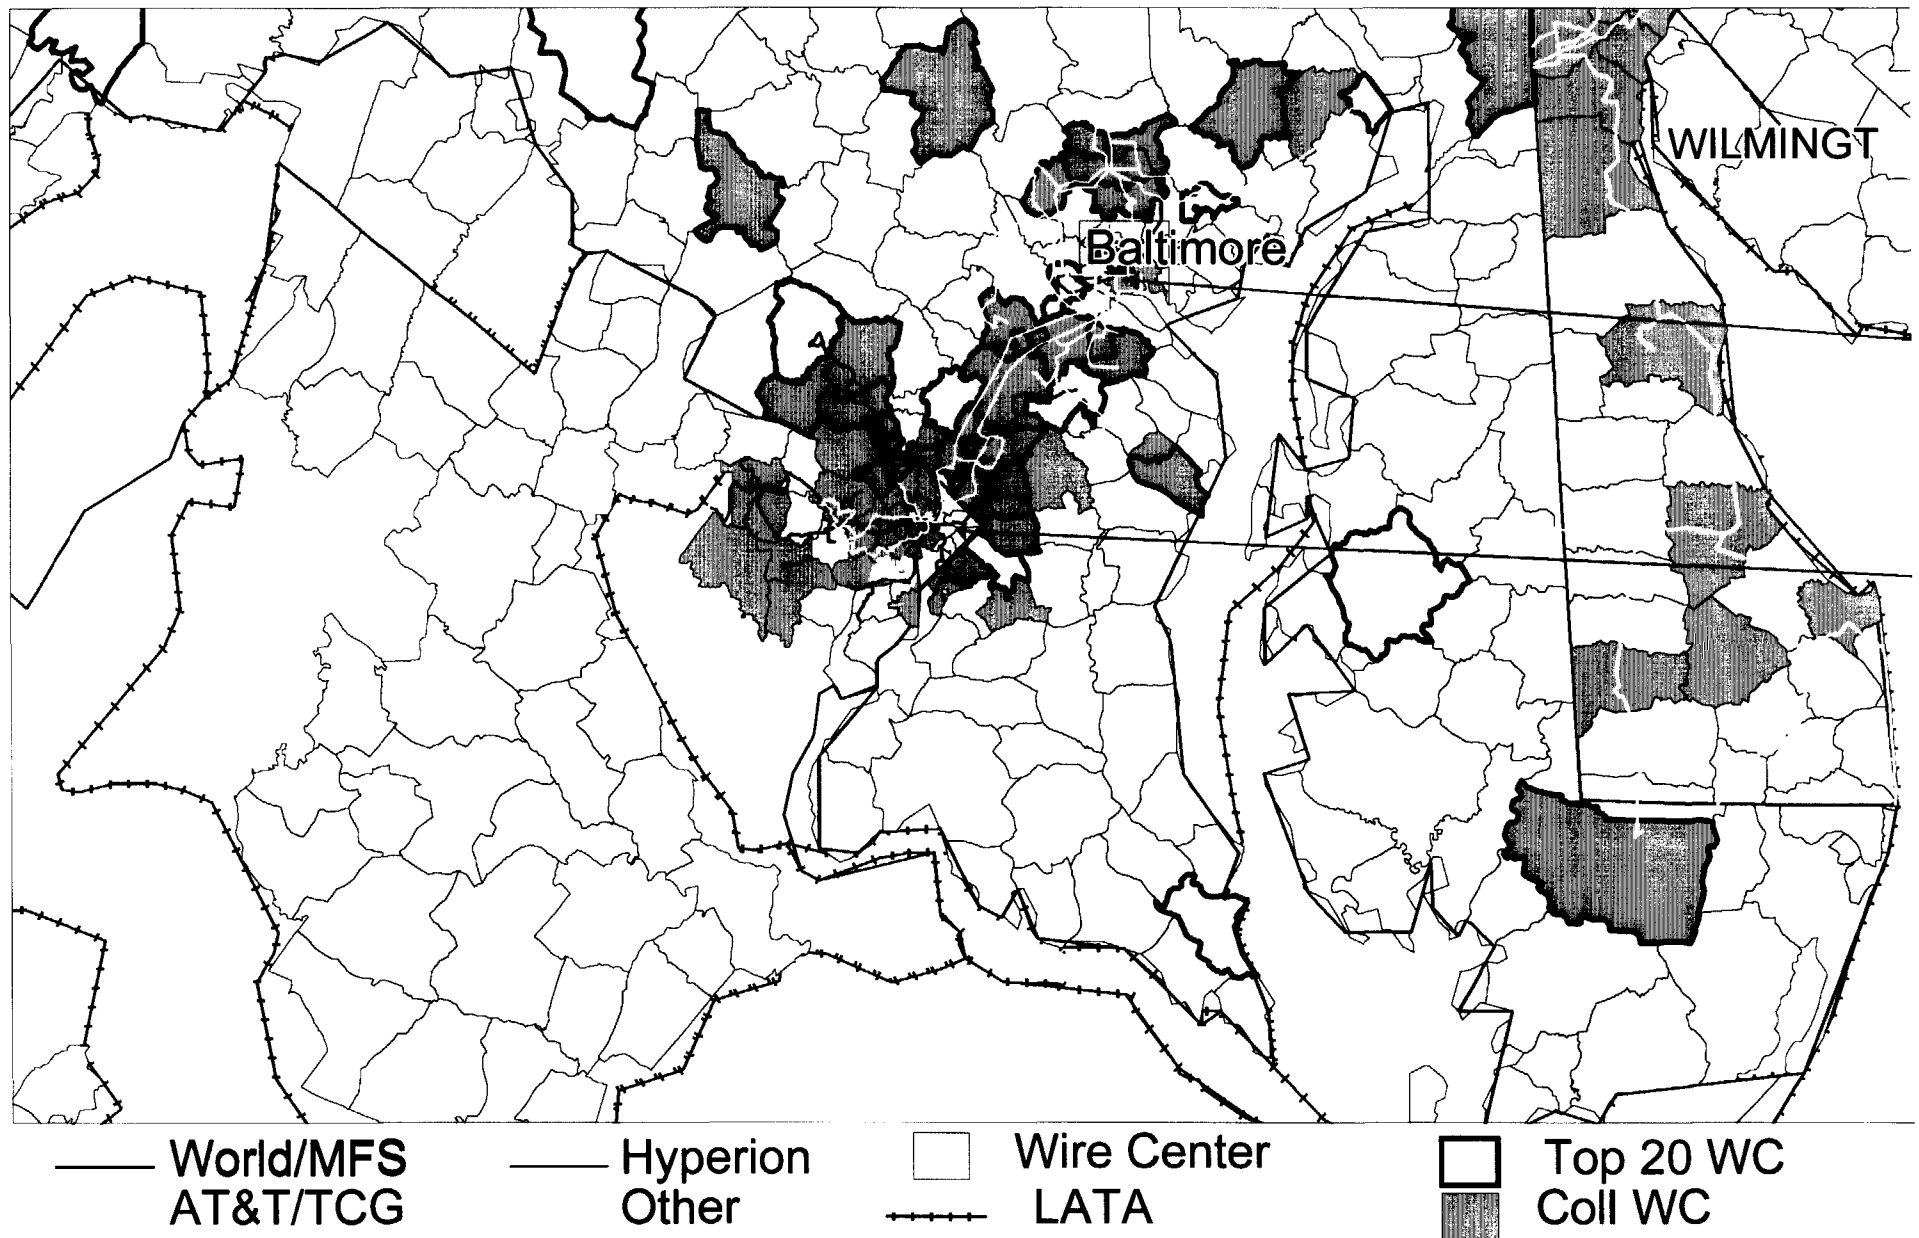 WILMINGT
Baltimore
World/MFS
AT&T/TCG
Hyperion
Other
Wire Center
LATA
Top 20 WC
Coll WC